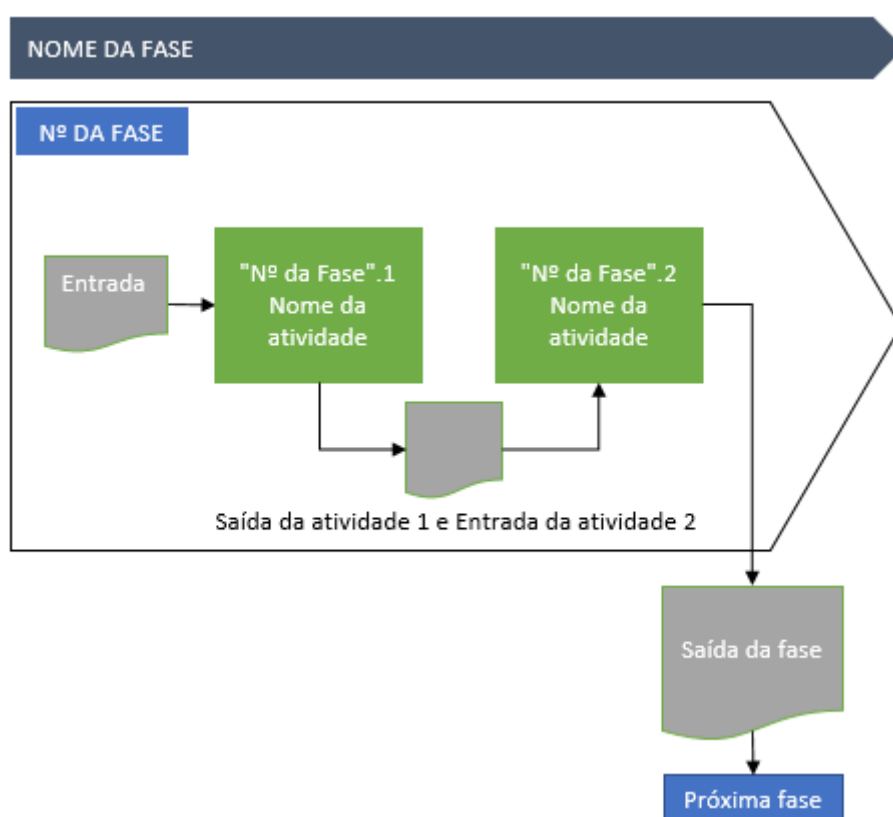 NOME DA FASE
Nº DA FASE
Entrada
"Nº da Fase".1
Nome da
atividade
"Nº da Fase".2
Nome da
atividade
Saída da atividade 1 e Entrada da atividade 2
Saída da fase
Próxima fase